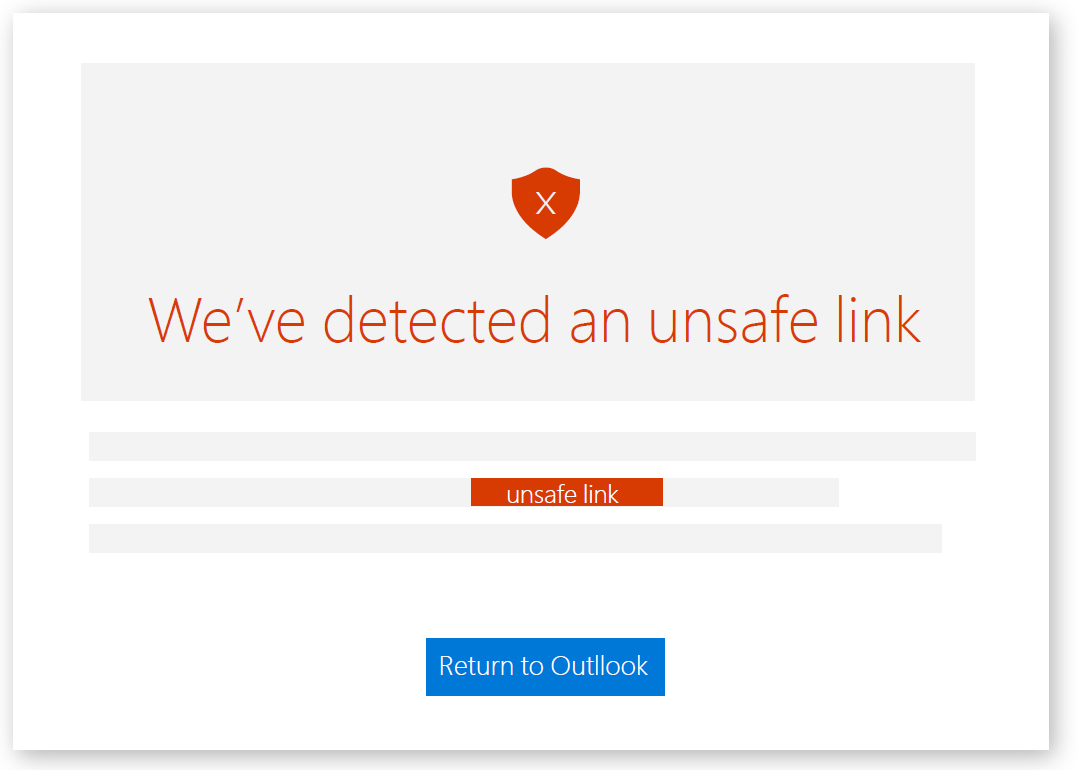 X
We've detected an unsafe link
unsafe link
Return to Outllook